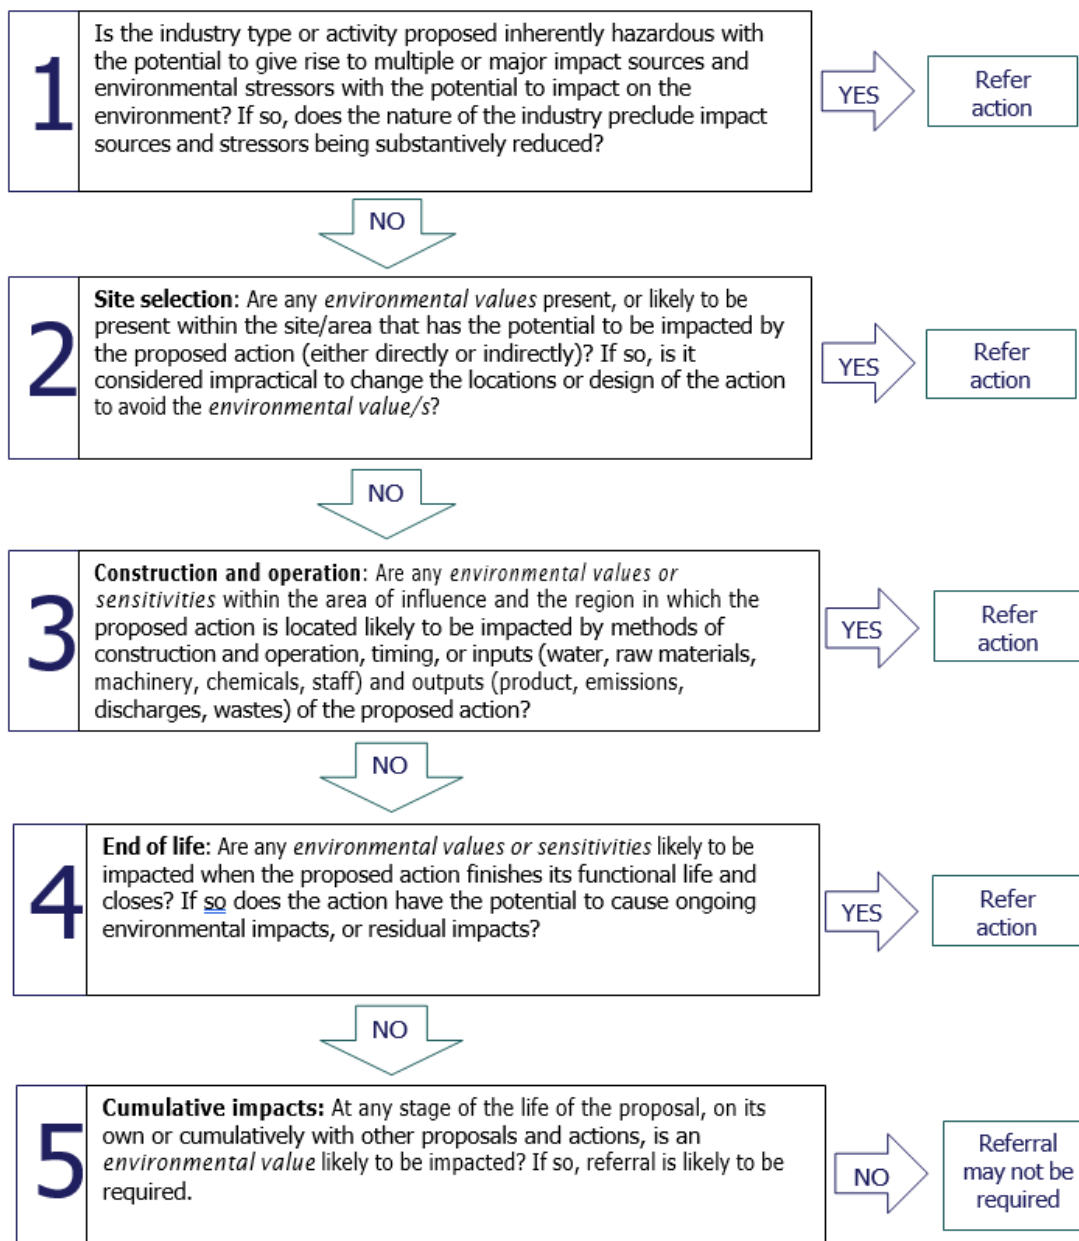 1
Is the industry type or activity proposed inherently hazardous with
the potential to give rise to multiple or major impact sources and
environmental stressors with the potential to impact on the
environment? If so, does the nature of the industry preclude impact
sources and stressors being substantively reduced?
YES
Refer
action
NO
2
Site selection: Are any environmental values present, or likely to be
present within the site/area that has the potential to be impacted by
the proposed action (either directly or indirectly)? If so, is it
considered impractical to change the locations or design of the action
to avoid the environmental value/s?
YES
Refer
action
NO
3
Construction and operation: Are any environmental values or
sensitivities within the area of influence and the region in which the
proposed action is located likely to be impacted by methods of
construction and operation, timing, or inputs (water, raw materials,
machinery, chemicals, staff) and outputs (product, emissions,
discharges, wastes) of the proposed action?
YES
Refer
action
NO
4
End of life: Are any environmental values or sensitivities likely to be
impacted when the proposed action finishes its functional life and
closes? If so does the action have the potential to cause ongoing
environmental impacts, or residual impacts?
YES
Refer
action
NO
5
Cumulative impacts: At any stage of the life of the proposal, on its
own or cumulatively with other proposals and actions, is an
environmental value likely to be impacted? If so, referral is likely to be
required.
NO
Referral
may not be
required